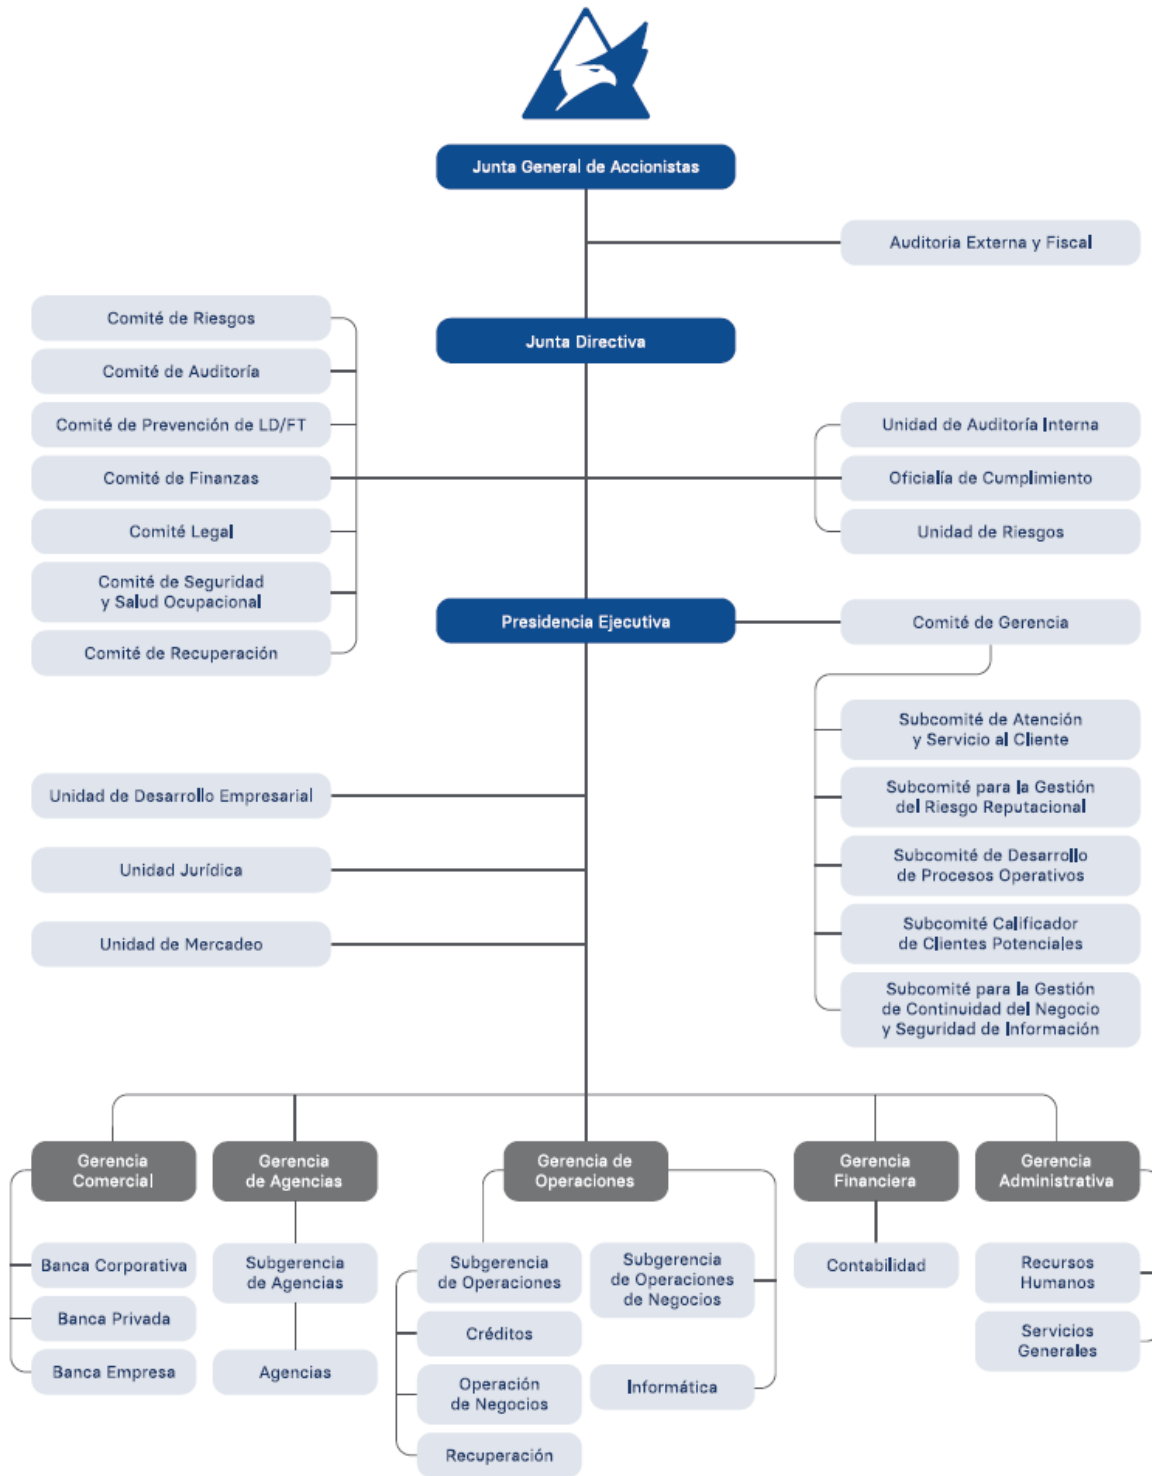 Junta General de Accionistas
Auditoria Externa y Fiscal
Junta Directiva
Comité de Riesgos
Comité de Auditoría
Comité de Prevención de LD/FT
Comité de Finanzas
Comité Legal
Comité de Seguridad
y Salud Ocupacional
Comité de Recuperación
Unidad de Auditoría Interna
Oficialía de Cumplimiento
Unidad de Riesgos
Presidencia Ejecutiva
Comité de Gerencia
Subcomité de Atención
y Servicio al Cliente
Subcomité para la Gestión
del Riesgo Reputacional
Subcomité de Desarrollo
de Procesos Operativos
Subcomité Calificador
de Clientes Potenciales
Subcomité para la Gestión
de Continuidad del Negocio
y Seguridad de Información
Unidad de Desarrollo Empresarial
Unidad Jurídica
Unidad de Mercadeo
Gerencia
Comercial
Banca Corporativa
Banca Privada
Banca Empresa
Gerencia
de Agencias
Subgerencia
de Agencias
Agencias
Gerencia de
Operaciones
Subgerencia
de Operaciones
Créditos
Operación
de Negocios
Recuperación
Subgerencia
de Operaciones
de Negocios
Informática
Gerencia
Financiera
Contabilidad
Gerencia
Administrativa
Recursos
Humanos
Servicios
Generales